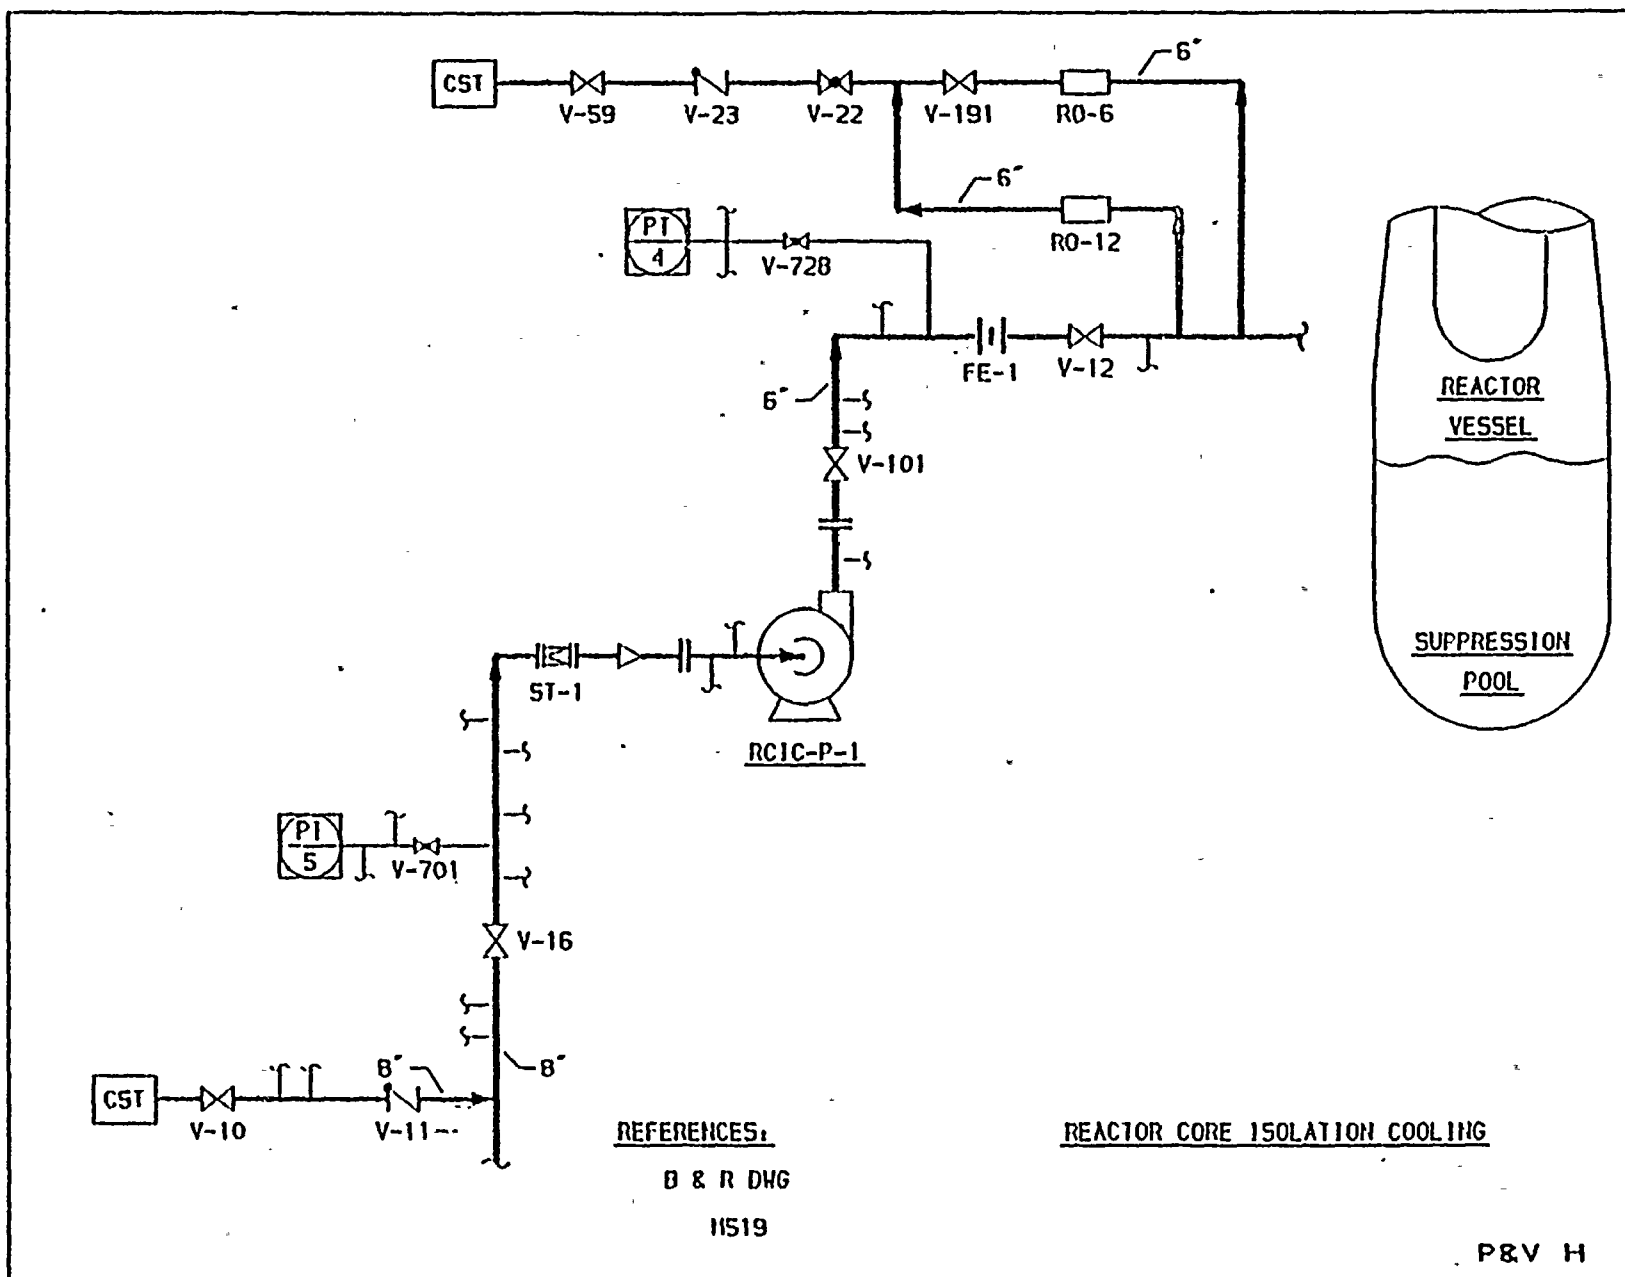 6"
CST
V-59
V-23
V-22
V-191
RO-6
6"
RO-12
PI
4
V-728
FE-1
V-12
6"
V-101
REACTOR
VESSEL
SUPPRESSION
POOL
ST-1
RCIC-P-1
PI
5
V-701
V-16
8"
8"
CST
V-10
V-11
REFERENCES:
B & R DWG
M519
REACTOR CORE ISOLATION COOLING
P&V H